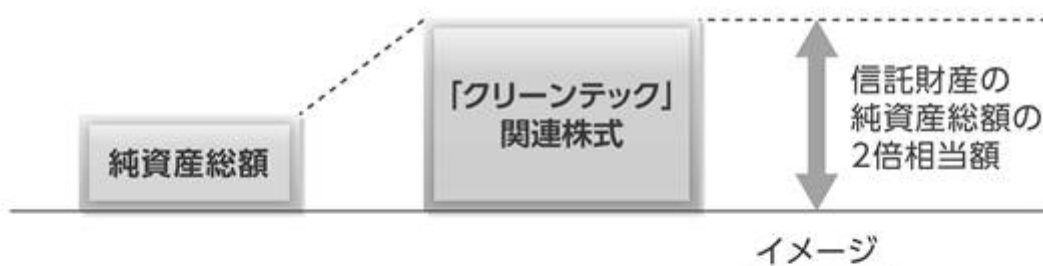 純資産総額
「クリーンテック」
関連株式
信託財産の
純資産総額の
2倍相当額
イメージ